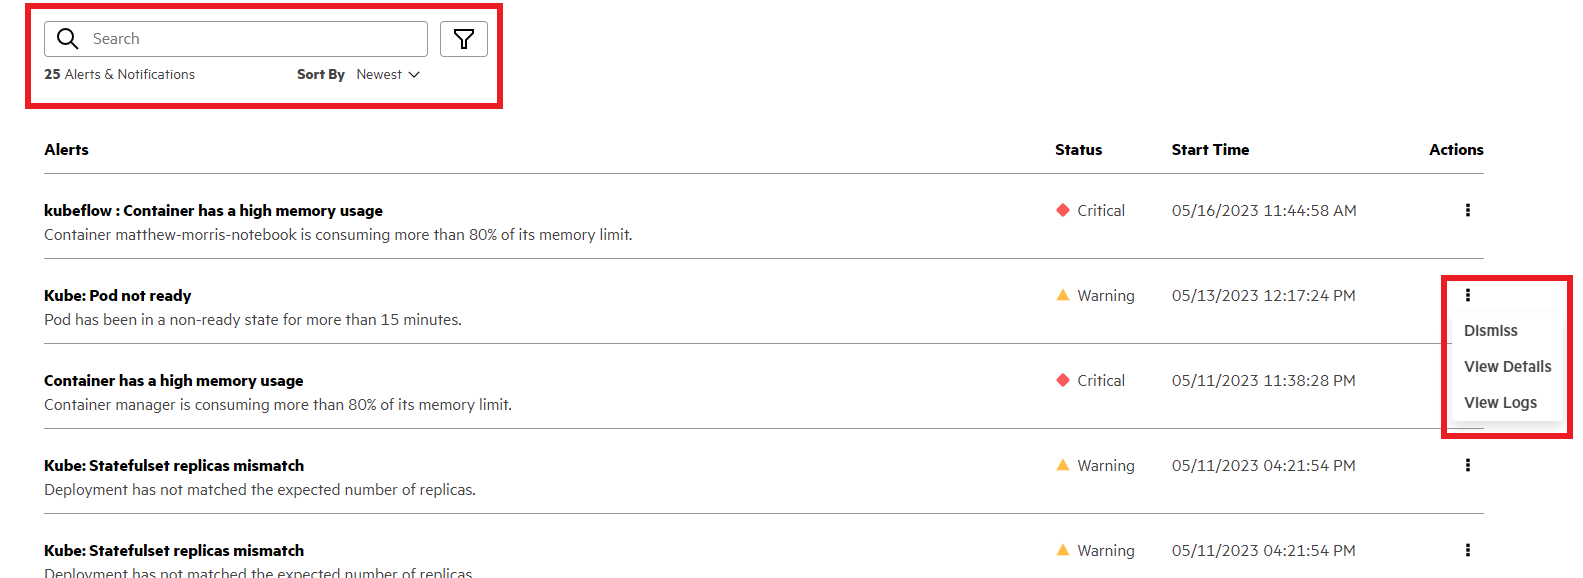 Search
25 Alerts & Notifications Sort By Newest
Alerts Status Start Time Actions
kubeflow : Container has a high memory usage Critical 05/16/2023 11:44:58 AM
Container matthew-morris-notebook is consuming more than 80% of its memory limit.
Kube: Pod not ready Warning 05/13/2023 12:17:24 PM
Pod has been in a non-ready state for more than 15 minutes.
Dismiss
View Details
View Logs
Container has a high memory usage Critical 05/11/2023 11:38:28 PM
Container manager is consuming more than 80% of its memory limit.
Kube: Statefulset replicas mismatch Warning 05/11/2023 04:21:54 PM
Deployment has not matched the expected number of replicas.
Kube: Statefulset replicas mismatch Warning 05/11/2023 04:21:54 PM
Deployment has not matched the expected number of replicas.